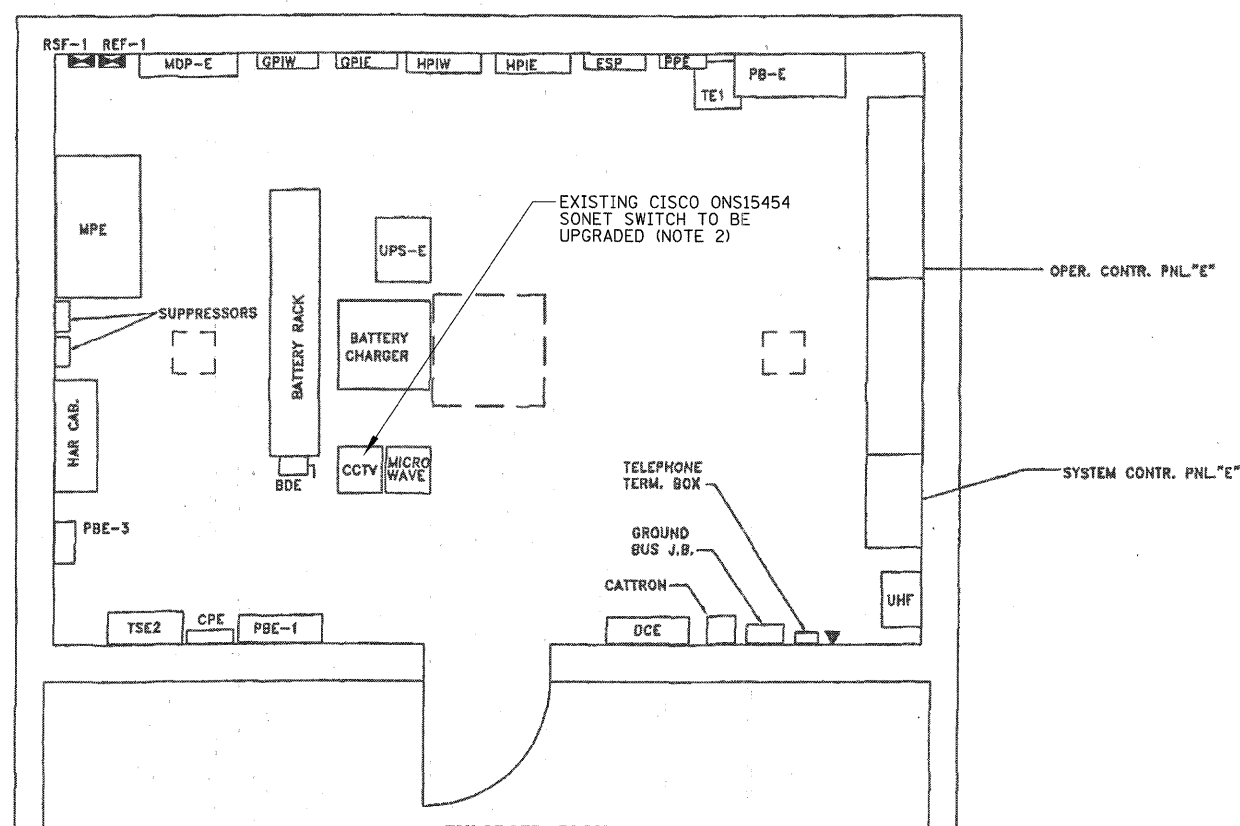 RSF-1 REF-1
MDP-E
GPIW
GPIE
HPIW
HPIE
ESP
PPE
PB-E
TE1
MPE
UPS-E
EXISTING CISCO ONS15454
SONET SWITCH TO BE
UPGRADED (NOTE 2)
OPER. CONTR. PNL."E"
SUPPRESSORS
BATTERY RACK
BATTERY
CHARGER
HAR CAB.
CCTV
MICRO
WAVE
BDE
TELEPHONE
TERM. BOX
SYSTEM CONTR. PNL."E"
PBE-3
GROUND
BUS J.B.
CATTRON
UHF
TSE2
CPE
PBE-1
DCE